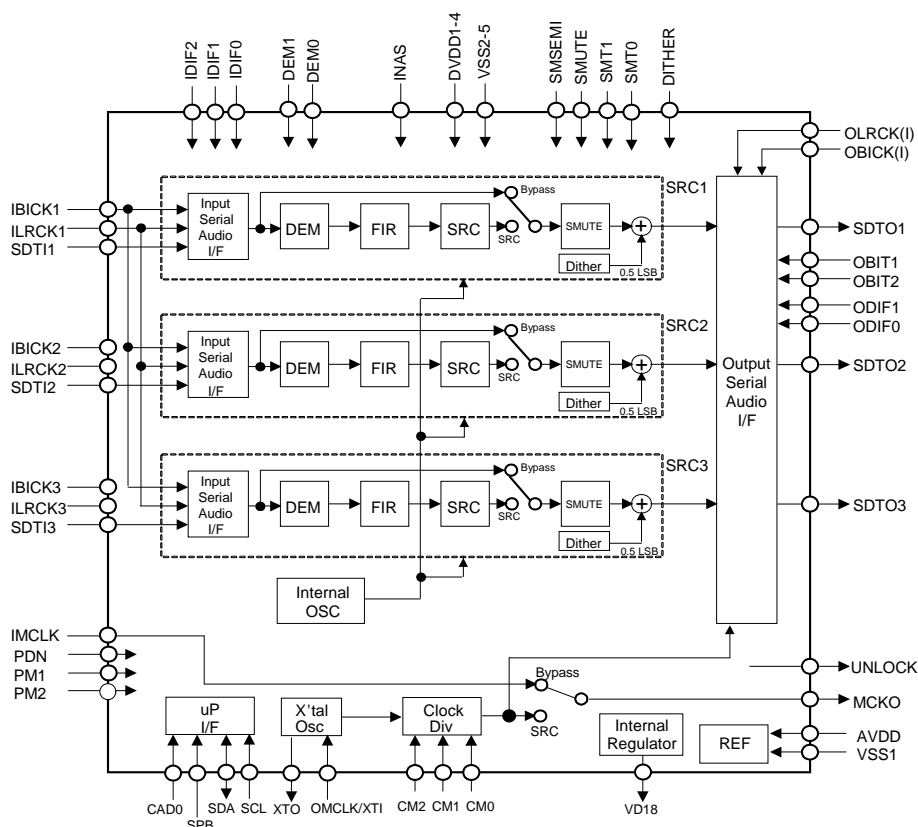 IDIF2
IDIF1
IDIF0
DEM1
DEM0
INAS
DVDD1-4
VSS2-5
SMSEMI
SMUTE
SMT1
SMT0
DITHER
OLRCK(I)
OBICK(I)
SRC1
IBICK1
ILRCK1
SDTI1
Input
Serial
Audio
I/F
DEM
FIR
SRC
Bypass
SRC
SMUTE
Dither
0.5 LSB
SDTO1
OBIT1
OBIT2
ODIF1
ODIF0
SRC2
IBICK2
ILRCK2
SDTI2
Input
Serial
Audio
I/F
DEM
FIR
SRC
Bypass
SRC
SMUTE
Dither
0.5 LSB
Output
Serial
Audio
I/F
SDTO2
SRC3
IBICK3
ILRCK3
SDTI3
Input
Serial
Audio
I/F
DEM
FIR
SRC
Bypass
SRC
SMUTE
Dither
0.5 LSB
SDTO3
Internal
OSC
IMCLK
PDN
PM1
PM2
Bypass
SRC
UNLOCK
MCKO
uP
I/F
X'tal
Osc
Clock
Div
Internal
Regulator
REF
AVDD
VSS1
CAD0
SPB
SDA
SCL
XTO
OMCLK/XTI
CM2
CM1
CM0
VD18